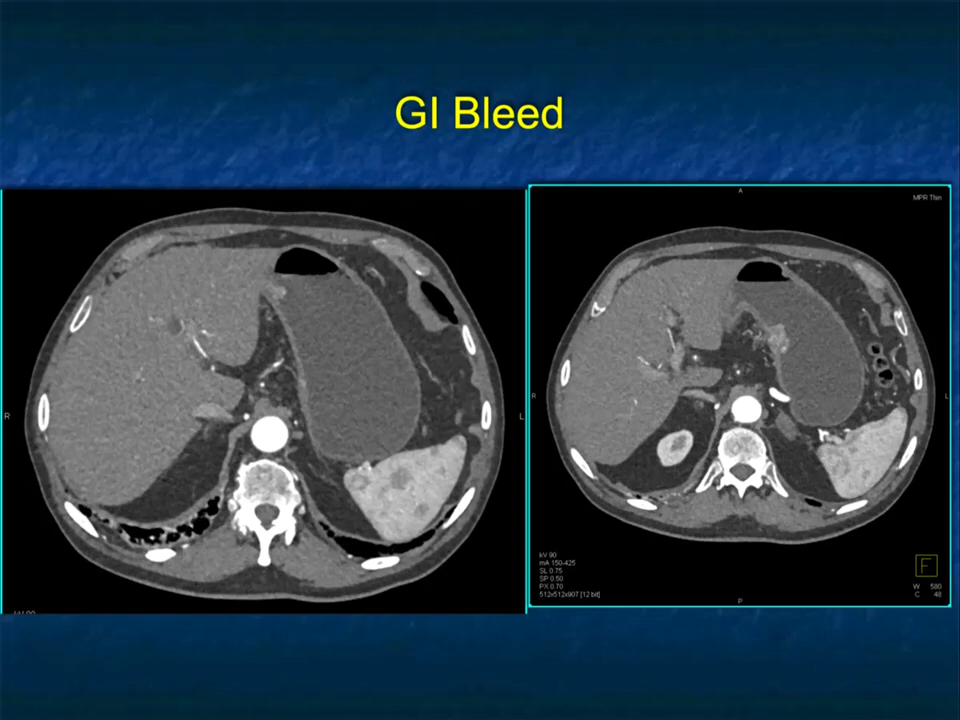 GI Bleed
A
MPR Thin
R
L
R
L
kV 90
mA 150-425
SL 0.75
SP 0.50
PX 0.70
512x512x907 [12 bit]
F
W 580
C 48
P